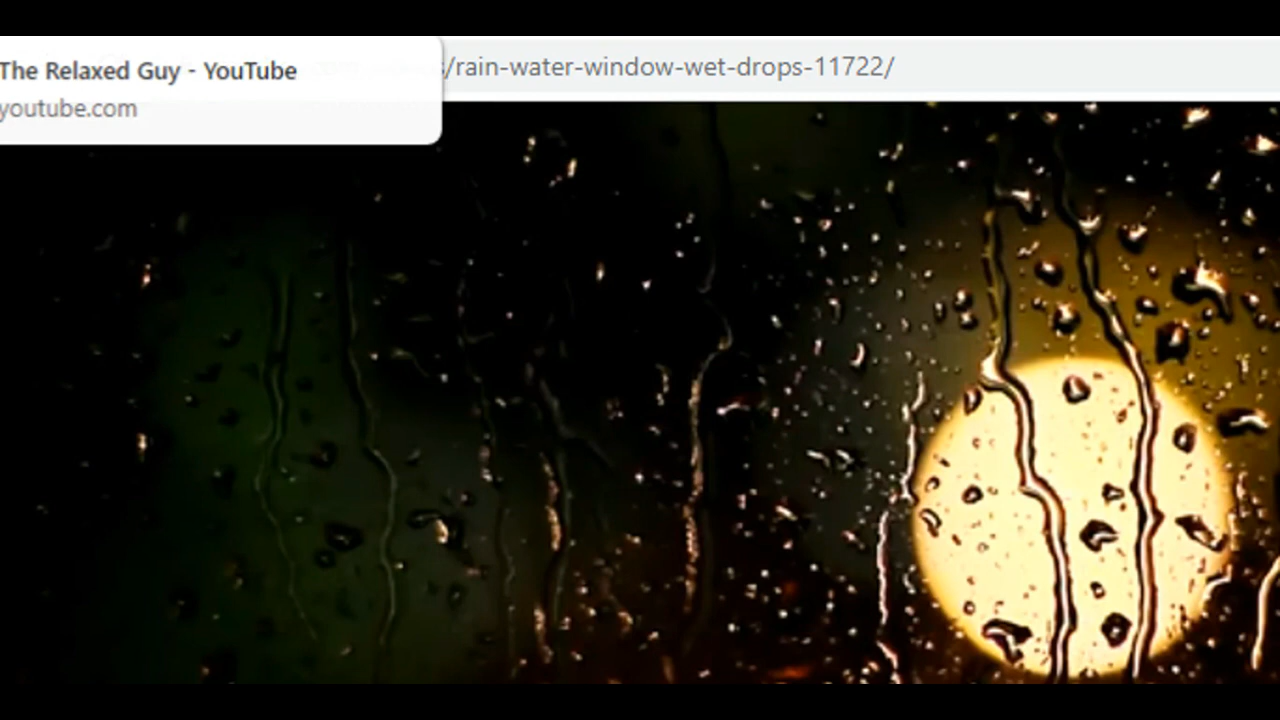 The Relaxed Guy - YouTube
youtube.com
/rain-water-window-wet-drops-11722/